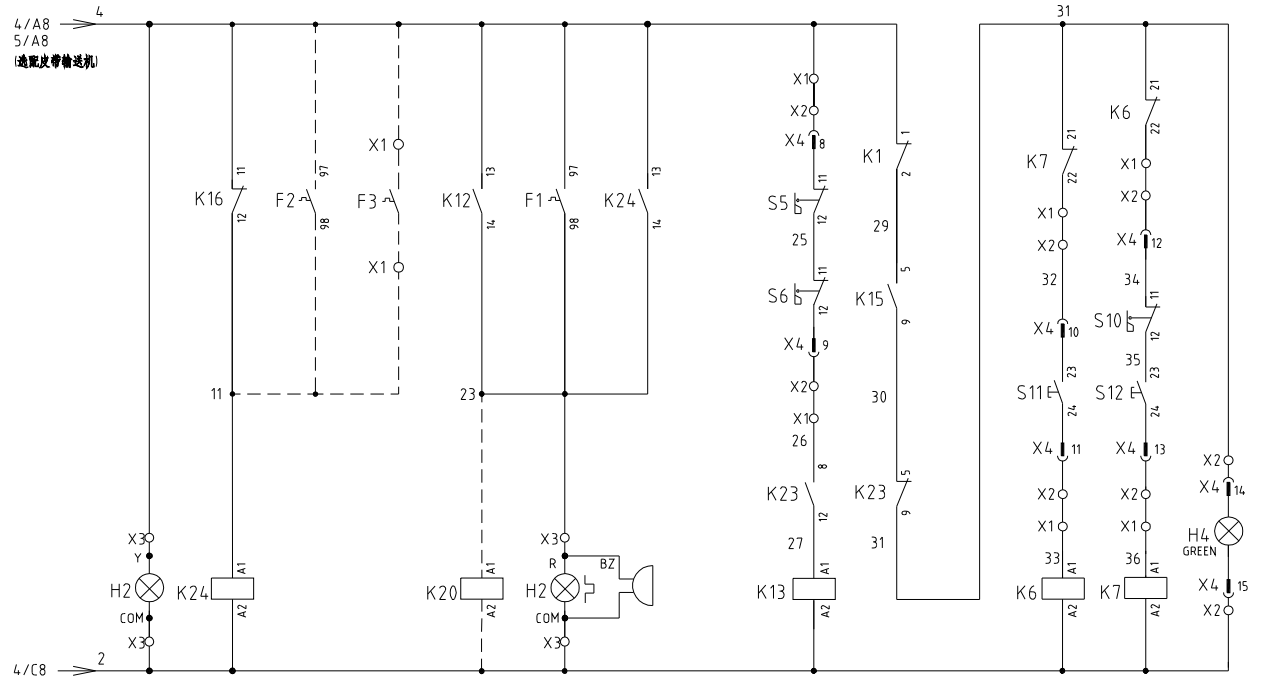 4/A8
4
5/A8
(选配皮带输送机)
31
X1
X2
X4
8
K1
1
2
K7
21
22
K6
21
22
X1
X1
X2
K16
11
12
F2
97
98
X1
F3
X1
K12
13
14
F1
97
98
K24
13
14
S5
11
12
25
29
X1
X2
32
X4
12
34
S6
11
12
K15
5
9
X4
10
S10
11
12
35
X4
9
X2
X1
26
30
11
23
S11
23
24
S12
23
24
X4
11
X4
13
X2
X4
14
K23
8
12
27
K23
5
9
31
X2
X1
33
X2
X1
36
H4
GREEN
X3
Y
H2
COM
X3
K24
A1
A2
K20
A1
A2
X3
R
BZ
H2
COM
X3
K13
A1
A2
K6
A1
A2
K7
A1
A2
X4
15
X2
4/C8
2